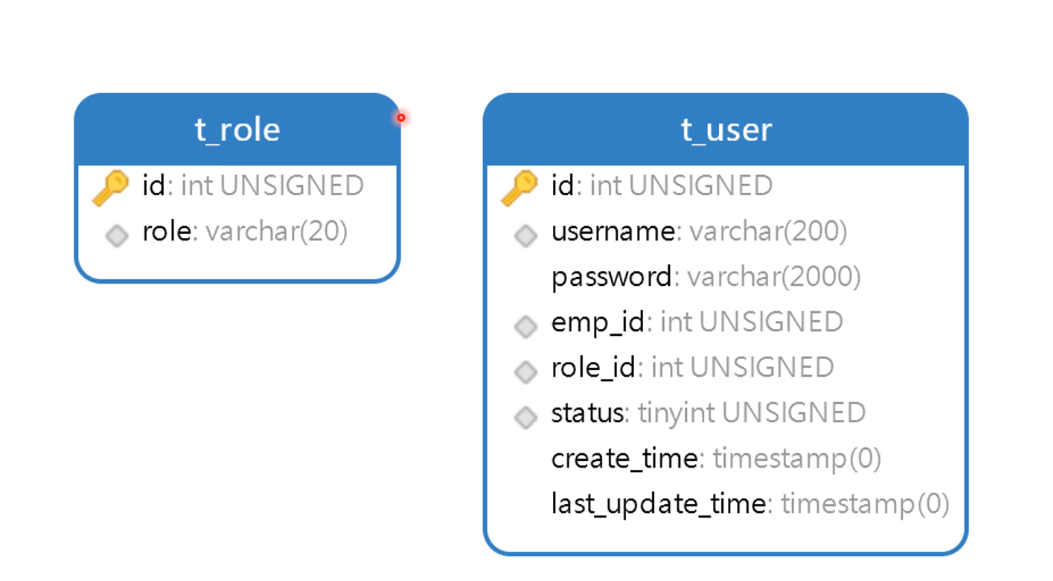 t_role
id: int UNSIGNED
role: varchar(20)
t_user
id: int UNSIGNED
username: varchar(200)
password: varchar(2000)
emp_id: int UNSIGNED
role_id: int UNSIGNED
status: tinyint UNSIGNED
create_time: timestamp(0)
last_update_time: timestamp(0)